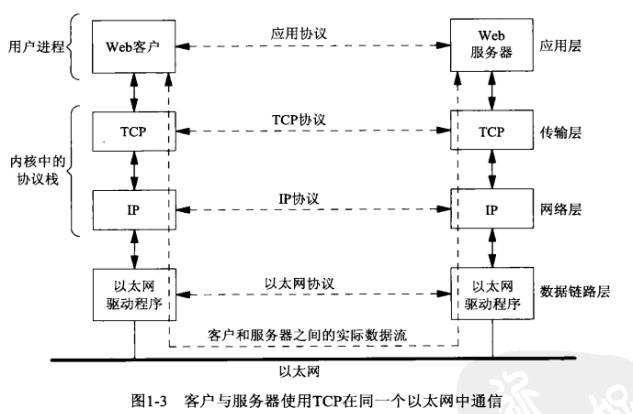 用户进程
Web客户
应用协议
Web
服务器
应用层
TCP
TCP协议
TCP
传输层
内核中的
协议栈
IP
IP协议
IP
网络层
以太网
驱动程序
以太网协议
以太网
驱动程序
数据链路层
客户和服务器之间的实际数据流
以太网
图1-3 客户与服务器使用TCP在同一个以太网中通信